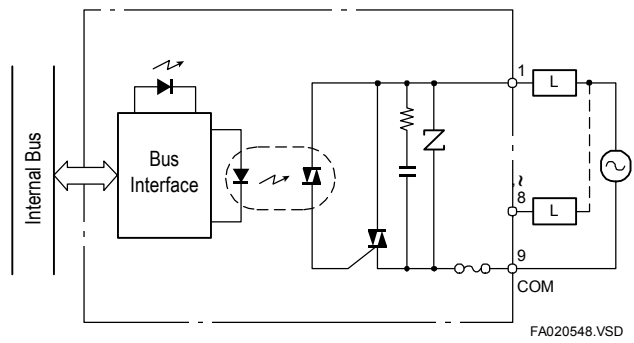 Internal Bus
Bus
Interface
1
L
~
8
L
9
COM
FA020548.VSD